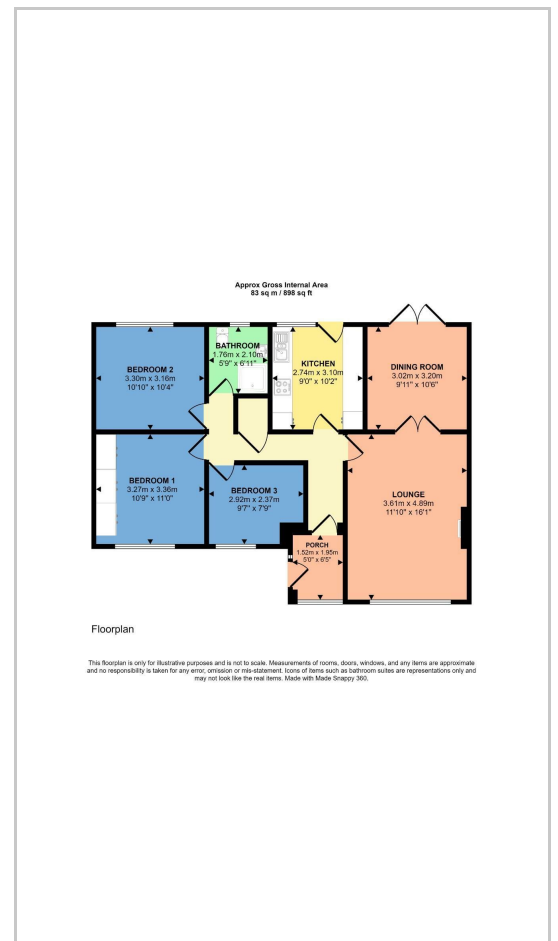 Approx Gross Internal Area
83 sq m / 898 sq ft
BEDROOM 2
3.30m x 3.16m
10'10" x 10'4"
BATHROOM
1.76m x 2.10m
5'9" x 6'11"
KITCHEN
2.74m x 3.10m
9'0" x 10'2"
DINING ROOM
3.02m x 3.20m
9'11" x 10'6"
BEDROOM 1
3.27m x 3.36m
10'9" x 11'0"
BEDROOM 3
2.92m x 2.37m
9'7" x 7'9"
LOUNGE
3.61m x 4.89m
11'10" x 16'1"
PORCH
1.52m x 1.95m
5'0" x 6'5"
Floorplan
This floorplan is only for illustrative purposes and is not to scale. Measurements of rooms, doors, windows, and any items are approximate
and no responsibility is taken for any error, omission or mis-statement. Icons of items such as bathroom suites are representations only and
may not look like the real items. Made with Made Snappy 360.